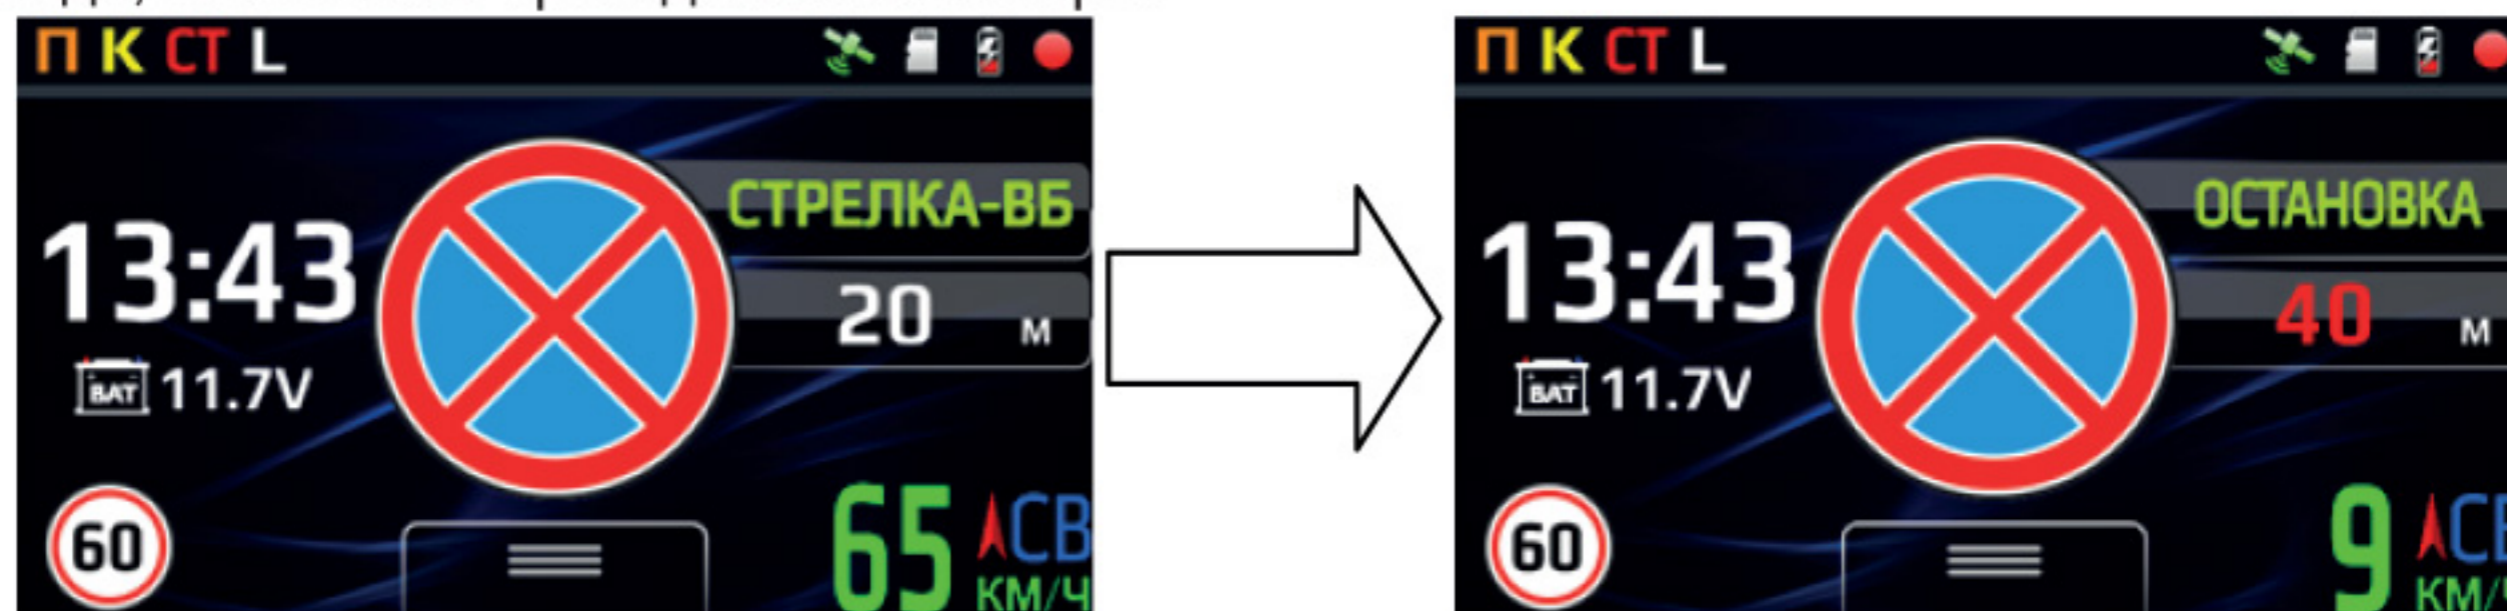 П К СТ L
СТРЕЛКА-ВБ
13:43
20 м
BAT 11.7V
60
65 СВ
КМ/Ч
П К СТ L
ОСТАНОВКА
13:43
40 м
BAT 11.7V
60
9